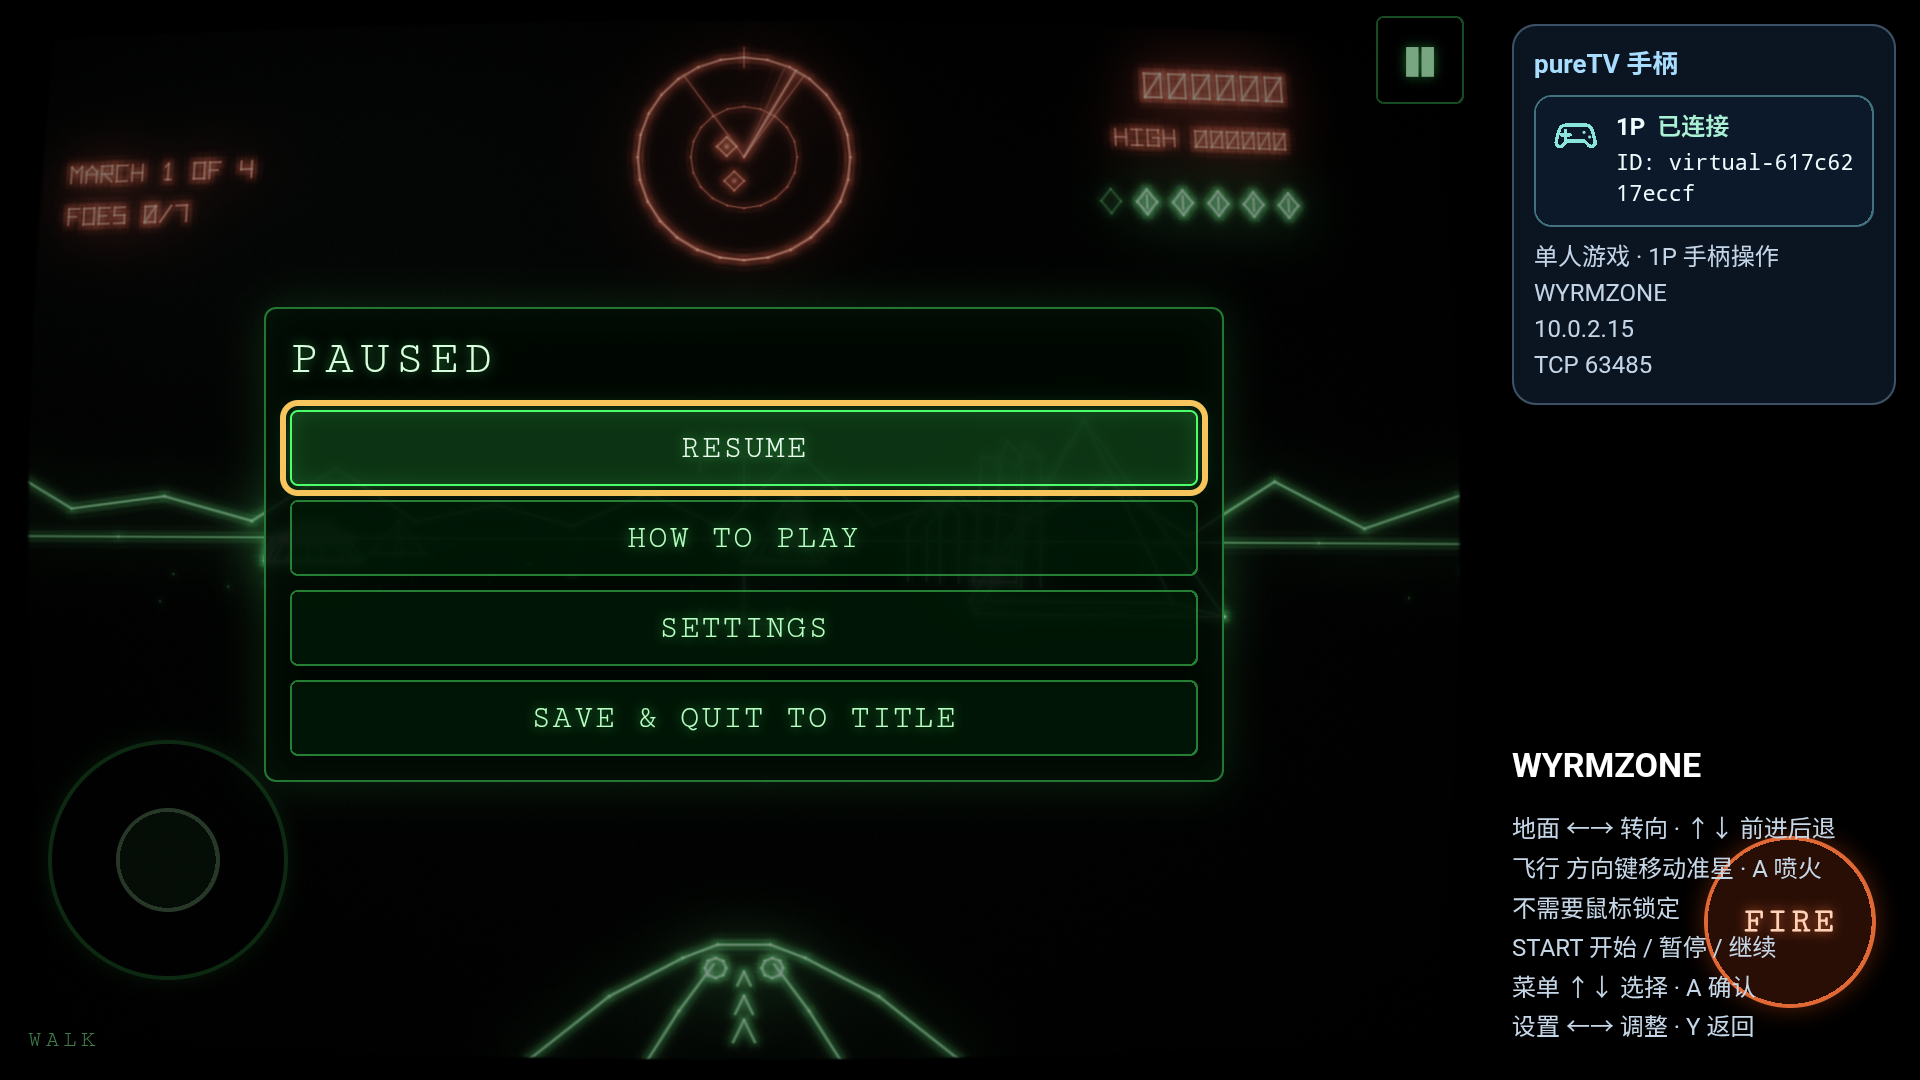 MARCH 1 OF 4
FOES 0/7
000000
HIGH 000000
PAUSED
RESUME
HOW TO PLAY
SETTINGS
SAVE & QUIT TO TITLE
WALK
pureTV 手柄
1P 已连接
ID: virtual-617c62
17eccf
单人游戏 · 1P 手柄操作
WYRMZONE
10.0.2.15
TCP 63485
WYRMZONE
地面 ←→ 转向 · ↑↓ 前进后退
飞行 方向键移动准星 · A 喷火
不需要鼠标锁定
FIRE
START 开始 / 暂停 / 继续
菜单 ↑↓ 选择 · A 确认
设置 ←→ 调整 · Y 返回